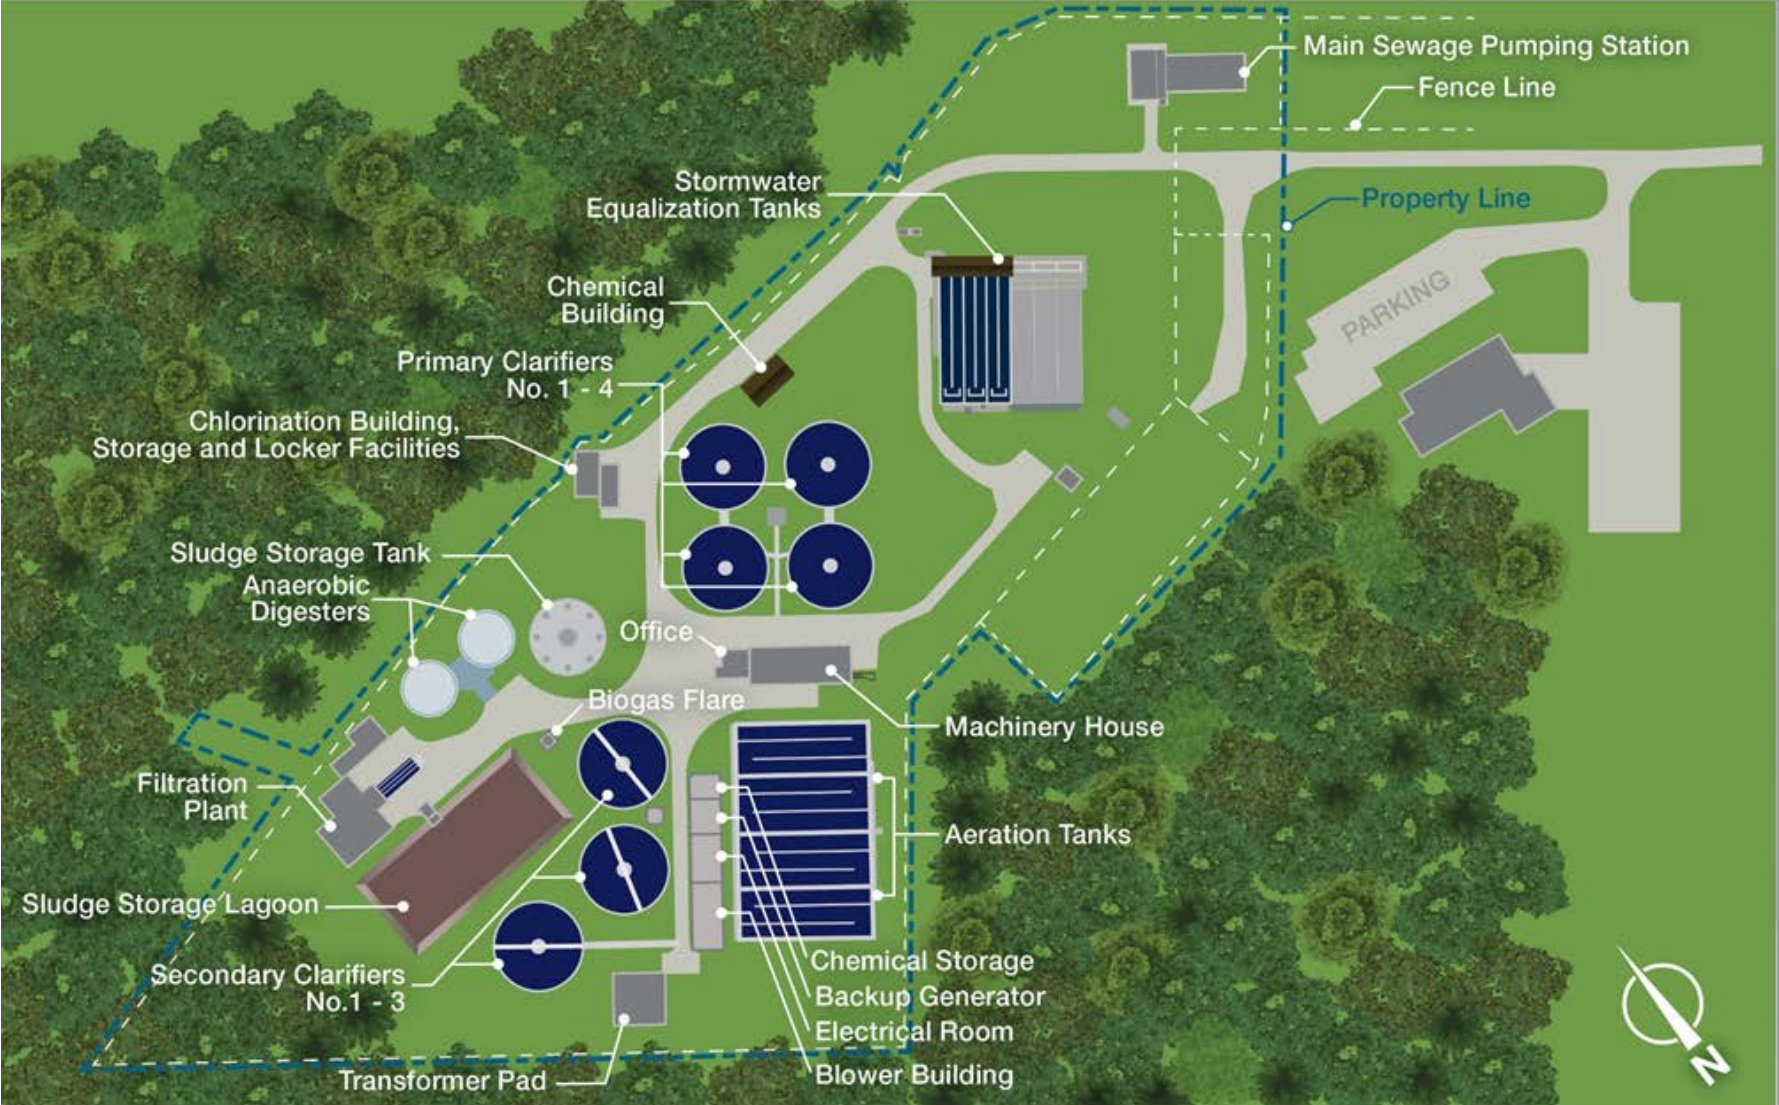 Main Sewage Pumping Station
Fence Line
Stormwater
Equalization Tanks
Property Line
Chemical
Building
PARKING
Primary Clarifiers
No. 1 - 4
Chlorination Building,
Storage and Locker Facilities
Sludge Storage Tank
Anaerobic
Digesters
Office
Biogas Flare
Machinery House
Filtration
Plant
Aeration Tanks
Sludge Storage Lagoon
Secondary Clarifiers
No.1 - 3
Chemical Storage
Backup Generator
Electrical Room
Blower Building
Transformer Pad
N